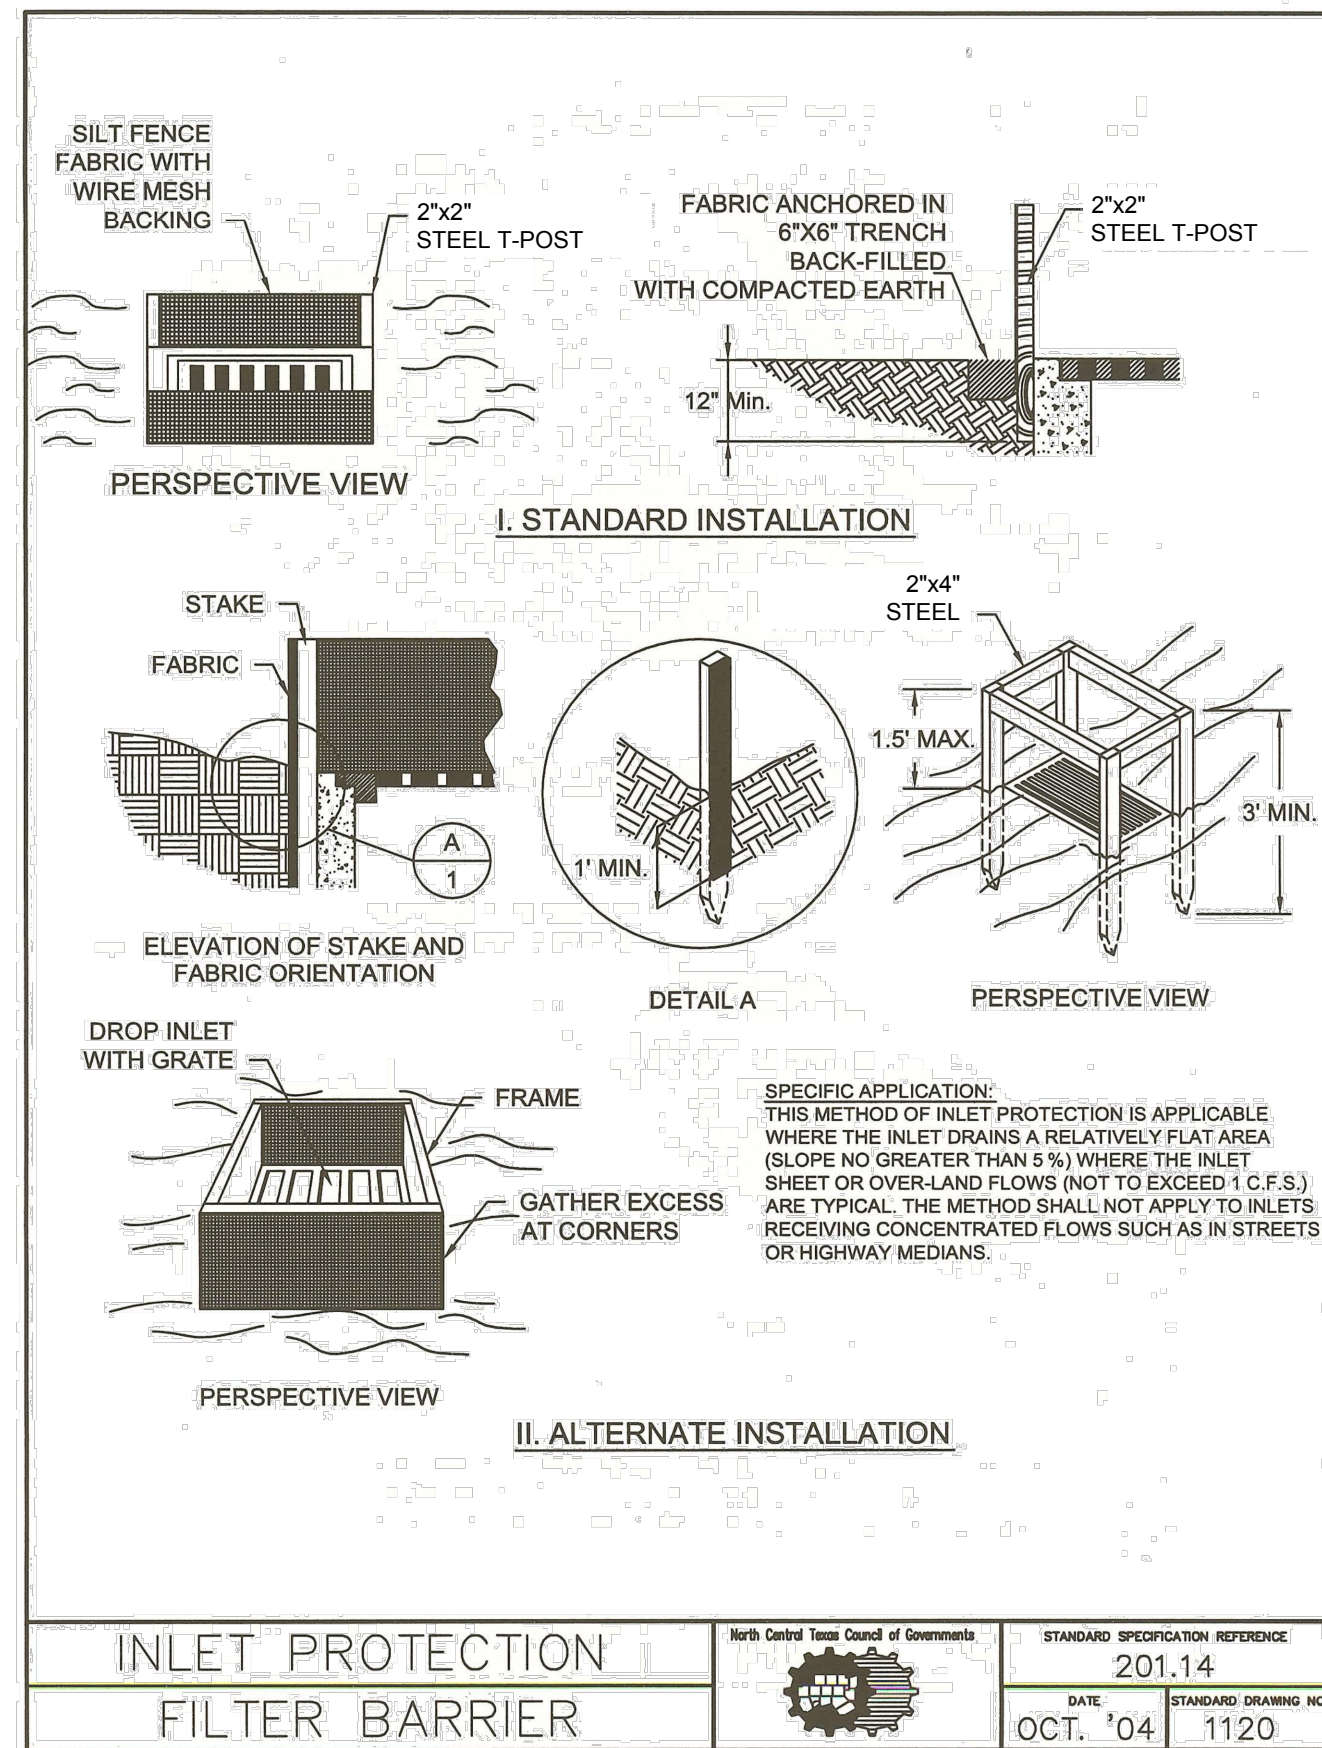 SILT FENCE
FABRIC WITH
WIRE MESH
BACKING
2"x2"
STEEL T-POST
PERSPECTIVE VIEW
FABRIC ANCHORED IN
6"X6" TRENCH
BACK-FILLED
WITH COMPACTED EARTH
2"x2"
STEEL T-POST
12" Min.
I. STANDARD INSTALLATION
STAKE
FABRIC
A
1
ELEVATION OF STAKE AND
FABRIC ORIENTATION
1' MIN.
DETAIL A
2"x4"
STEEL
1.5' MAX.
3' MIN.
PERSPECTIVE VIEW
DROP INLET
WITH GRATE
FRAME
GATHER EXCESS
AT CORNERS
PERSPECTIVE VIEW
SPECIFIC APPLICATION:
THIS METHOD OF INLET PROTECTION IS APPLICABLE
WHERE THE INLET DRAINS A RELATIVELY FLAT AREA
(SLOPE NO GREATER THAN 5 %) WHERE THE INLET
SHEET OR OVER-LAND FLOWS (NOT TO EXCEED 1 C.F.S.)
ARE TYPICAL. THE METHOD SHALL NOT APPLY TO INLETS
RECEIVING CONCENTRATED FLOWS SUCH AS IN STREETS
OR HIGHWAY MEDIANS.
II. ALTERNATE INSTALLATION
INLET PROTECTION
FILTER BARRIER
North Central Texas Council of Governments
STANDARD SPECIFICATION REFERENCE
201.14
DATE
OCT. '04
STANDARD DRAWING NO
1120